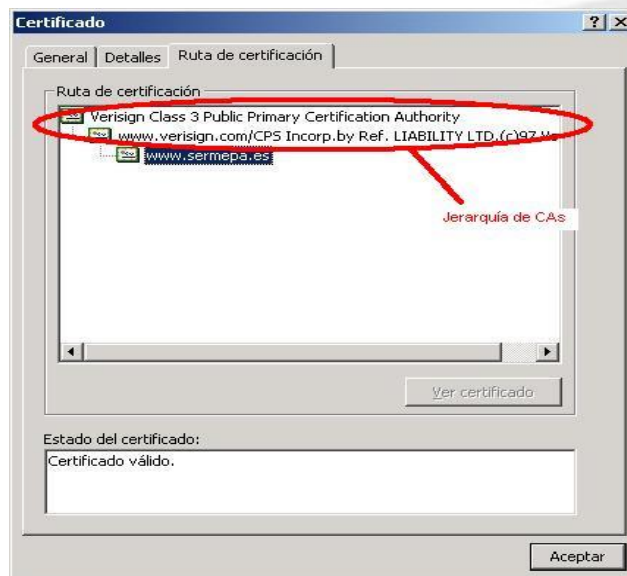 Certificado
General Detalles Ruta de certificación
Ruta de certificación
Verisign Class 3 Public Primary Certification Authority
www.verisign.com/CPS Incorp.by Ref. LIABILITY LTD.(c)97 Ve
www.sermepa.es
Jerarquía de CAs
Ver certificado
Estado del certificado:
Certificado válido.
Aceptar